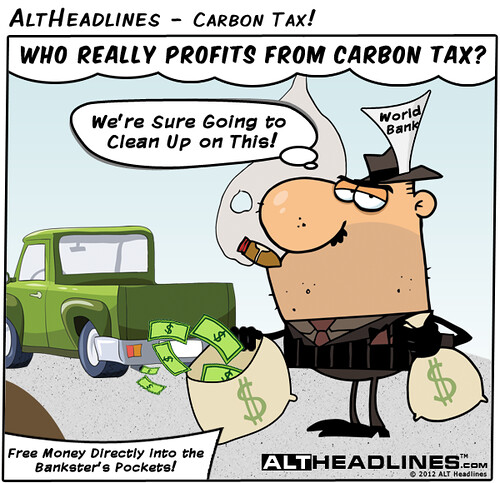 AltHeadlines - Carbon Tax!
Who Really Profits From Carbon Tax?
We're Sure Going to
Clean Up on This!
World
Bank
$
$
$
$
$
$
$
Free Money Directly into the
Bankster's Pockets!
ALTHEADLINES.com™
© 2012 ALT Headlines